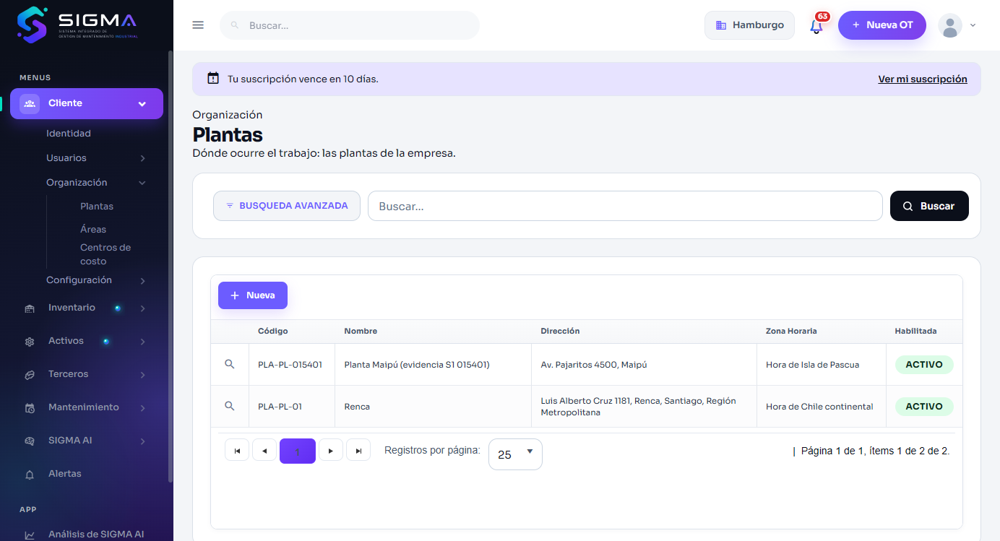 SIGMA
SISTEMA INTEGRADO DE
GESTIÓN DE MANTENIMIENTO INDUSTRIAL
Buscar...
Hamburgo
63
+ Nueva OT
MENUS
Cliente
Identidad
Usuarios
Organización
Plantas
Áreas
Centros de
costo
Configuración
Inventario
Activos
Terceros
Mantenimiento
SIGMA AI
Alertas
APP
Análisis de SIGMA AI
Tu suscripción vence en 10 días.
Ver mi suscripción
Organización
Plantas
Dónde ocurre el trabajo: las plantas de la empresa.
BUSQUEDA AVANZADA
Buscar...
Buscar
+ Nueva
Código Nombre Dirección Zona Horaria Habilitada
PLA-PL-015401 Planta Maipú (evidencia S1 015401) Av. Pajaritos 4500, Maipú Hora de Isla de Pascua ACTIVO
PLA-PL-01 Renca Luis Alberto Cruz 1181, Renca, Santiago, Región Metropolitana Hora de Chile continental ACTIVO
1 Registros por página: 25 | Página 1 de 1, ítems 1 de 2 de 2.